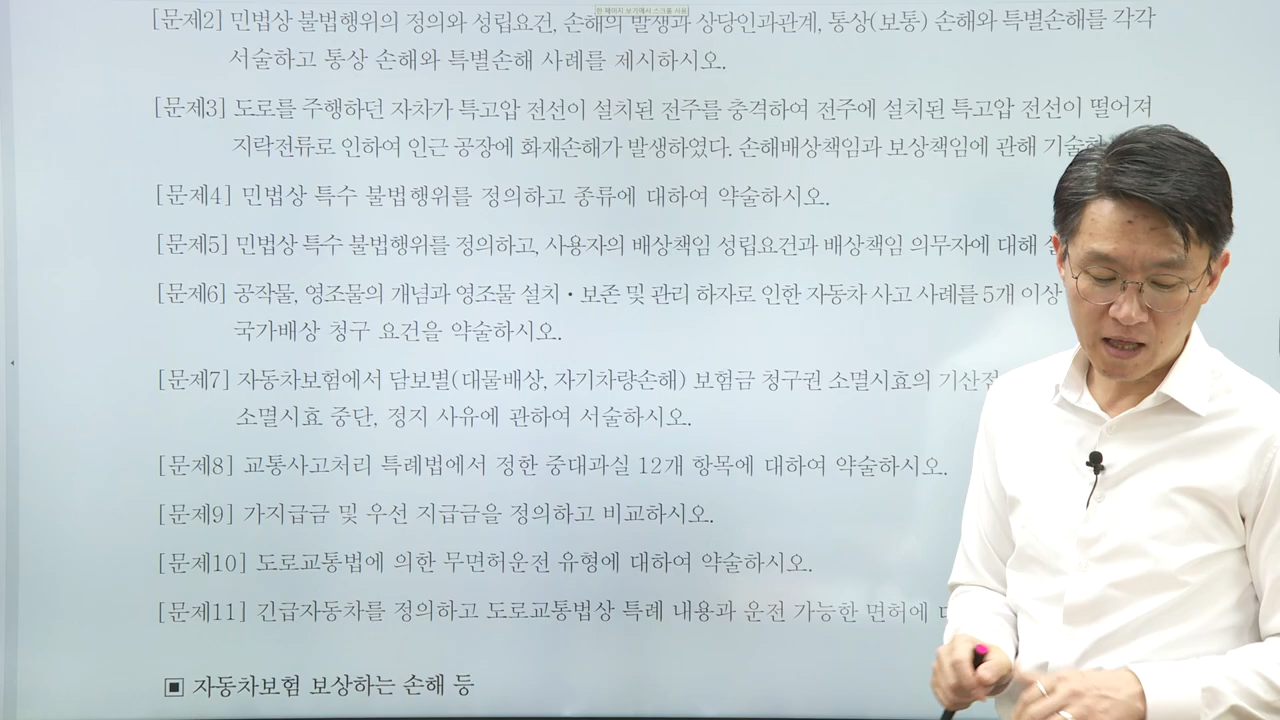 한 페이지 보기에서 스크롤 사용
[문제2] 민법상 불법행위의 정의와 성립요건, 손해의 발생과 상당인과관계, 통상(보통) 손해와 특별손해를 각각
서술하고 통상 손해와 특별손해 사례를 제시하시오.
[문제3] 도로를 주행하던 자차가 특고압 전선이 설치된 전주를 충격하여 전주에 설치된 특고압 전선이 떨어져
지락전류로 인하여 인근 공장에 화재손해가 발생하였다. 손해배상책임과 보상책임에 관해 기술하
[문제4] 민법상 특수 불법행위를 정의하고 종류에 대하여 약술하시오.
[문제5] 민법상 특수 불법행위를 정의하고, 사용자의 배상책임 성립요건과 배상책임 의무자에 대해
[문제6] 공작물, 영조물의 개념과 영조물 설치·보존 및 관리 하자로 인한 자동차 사고 사례를 5개 이상
국가배상 청구 요건을 약술하시오.
[문제7] 자동차보험에서 담보별(대물배상, 자기차량손해) 보험금 청구권 소멸시효의 기산점
소멸시효 중단, 정지 사유에 관하여 서술하시오.
[문제8] 교통사고처리 특례법에서 정한 중대과실 12개 항목에 대하여 약술하시오.
[문제9] 가지급금 및 우선 지급금을 정의하고 비교하시오.
[문제10] 도로교통법에 의한 무면허운전 유형에 대하여 약술하시오.
[문제11] 긴급자동차를 정의하고 도로교통법상 특례 내용과 운전 가능한 면허에
▣ 자동차보험 보상하는 손해 등